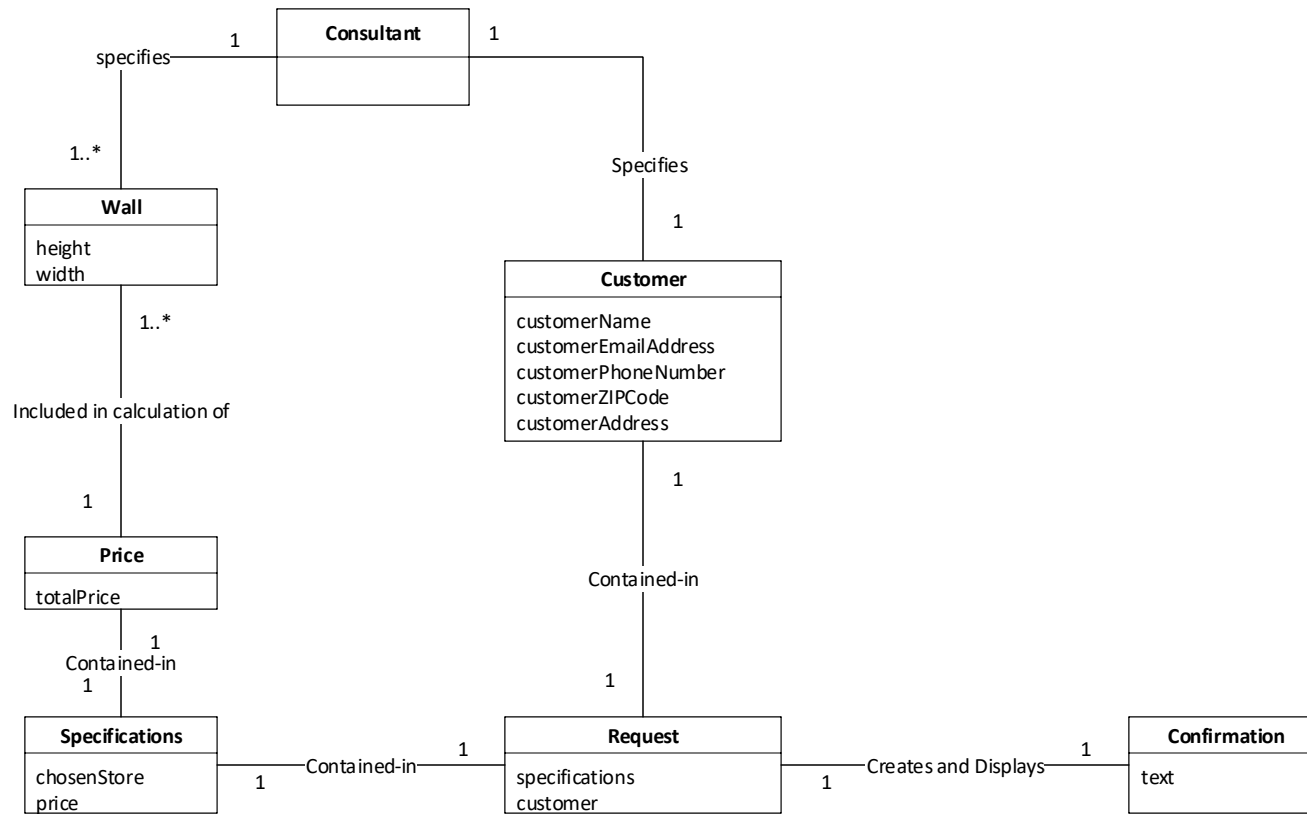 Consultant
1
1
specifies
1..*
Specifies
1
Wall
height
width
Customer
customerName
customerEmailAddress
customerPhoneNumber
customerZIPCode
customerAddress
1..*
Included in calculation of
1
1
Price
totalPrice
Contained-in
1
Contained-in
1
1
Specifications
chosenStore
price
1
Contained-in
1
Request
specifications
customer
1
Creates and Displays
1
Confirmation
text